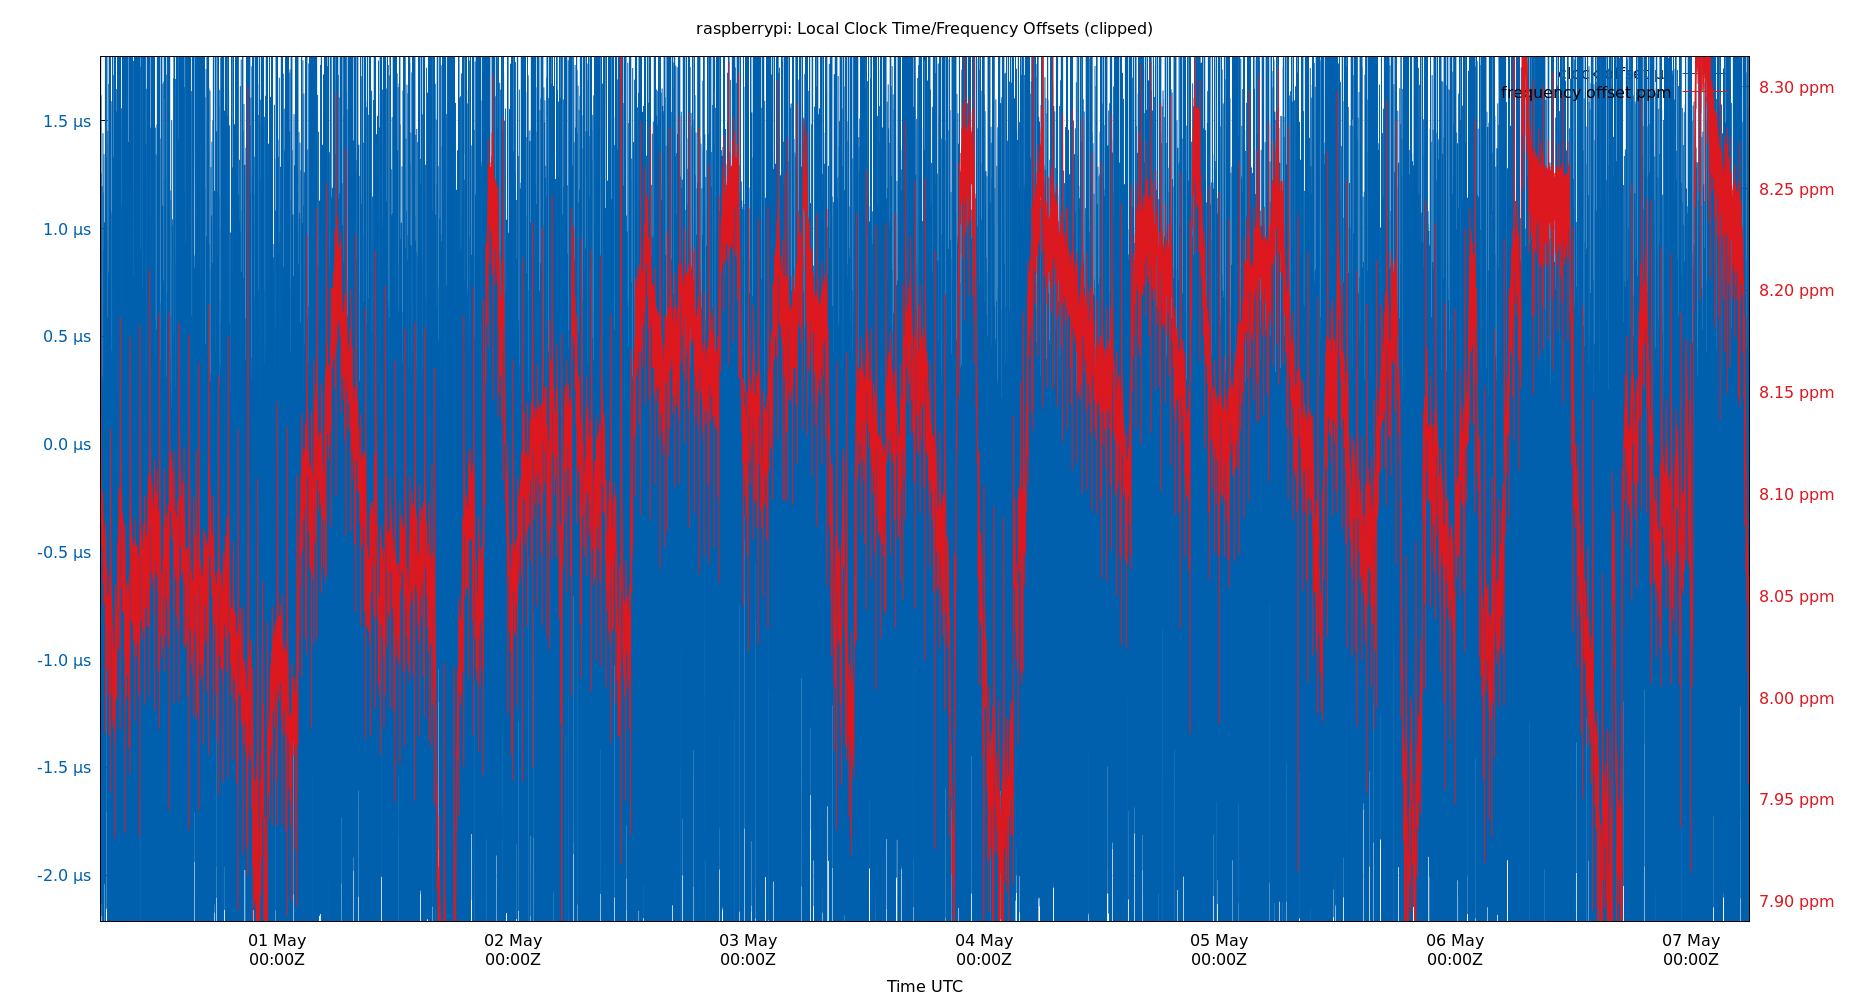 raspberrypi: Local Clock Time/Frequency Offsets (clipped)
clock offset µ
frequency offset ppm
1.5 µs
1.0 µs
0.5 µs
0.0 µs
-0.5 µs
-1.0 µs
-1.5 µs
-2.0 µs
8.30 ppm
8.25 ppm
8.20 ppm
8.15 ppm
8.10 ppm
8.05 ppm
8.00 ppm
7.95 ppm
7.90 ppm
01 May
00:00Z
02 May
00:00Z
03 May
00:00Z
04 May
00:00Z
05 May
00:00Z
06 May
00:00Z
07 May
00:00Z
Time UTC